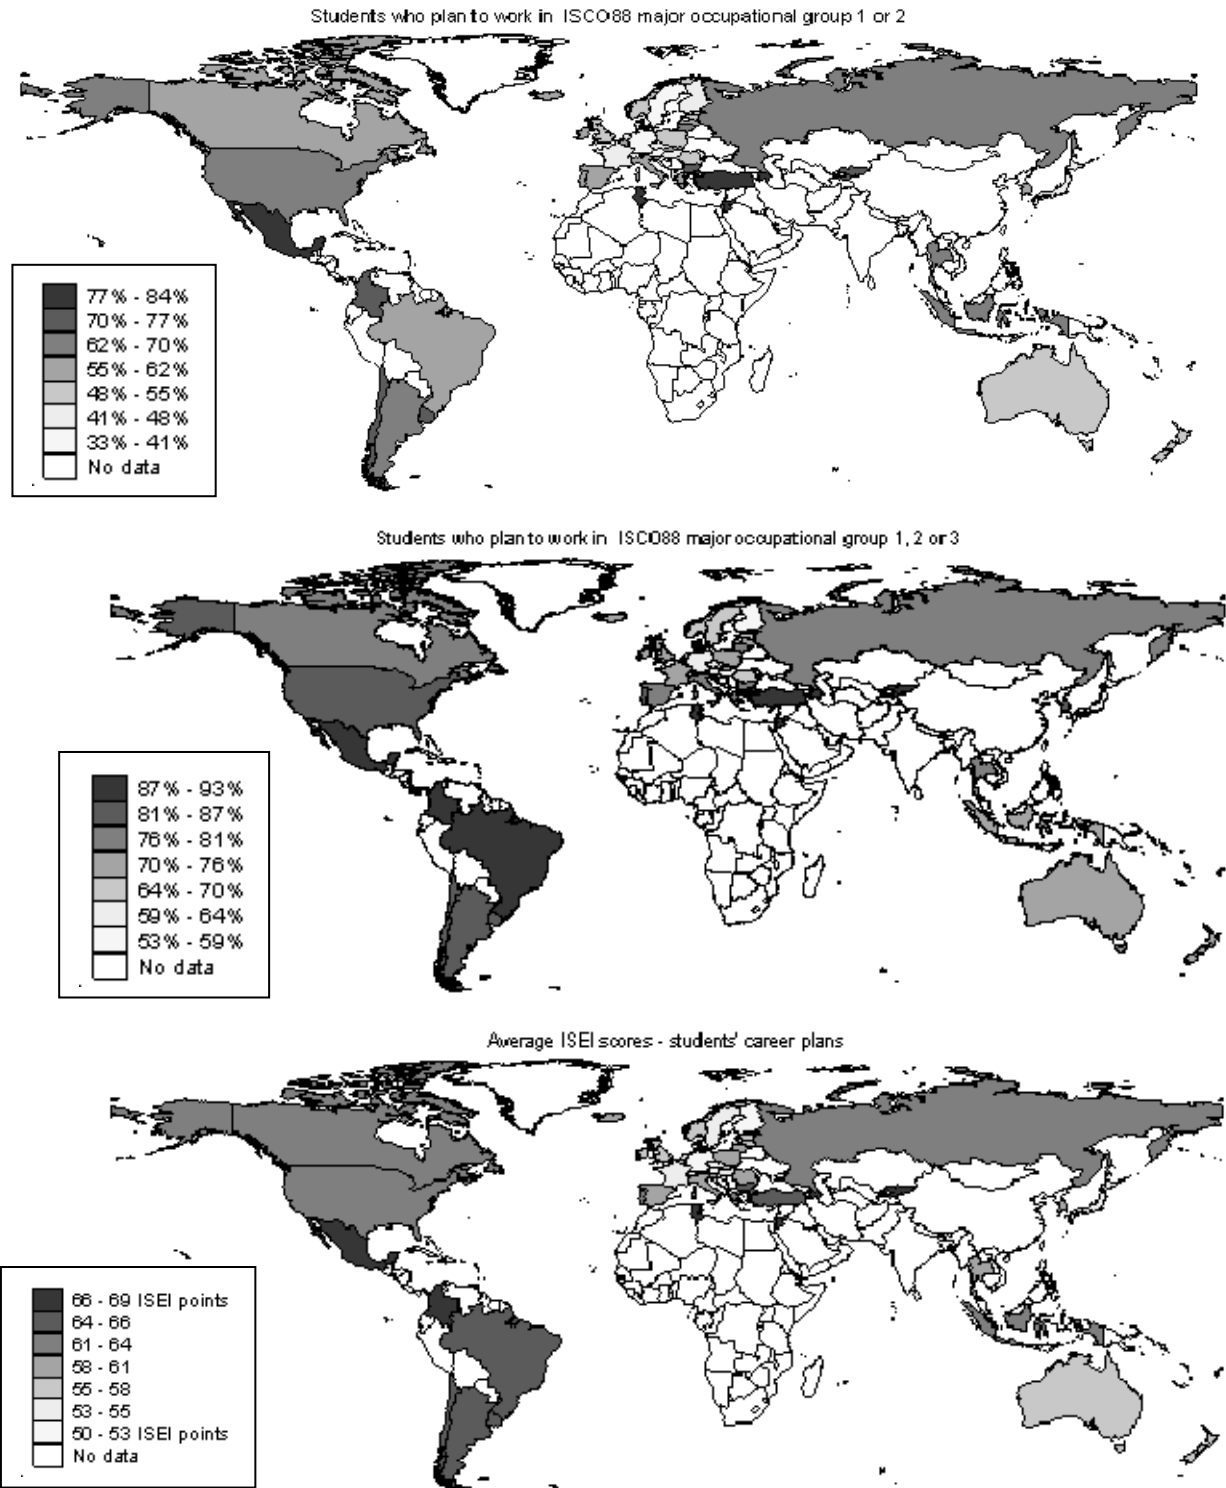 Students who plan to work in ISCO88 major occupational group 1 or 2
77% - 84%
70% - 77%
62% - 70%
55% - 62%
48% - 55%
41% - 48%
33% - 41%
No data
Students who plan to work in ISCO88 major occupational group 1, 2 or 3
87% - 93%
81% - 87%
76% - 81%
70% - 76%
64% - 70%
59% - 64%
53% - 59%
No data
Average ISEI scores - students' career plans
66 - 69 ISEI points
64 - 66
61 - 64
58 - 61
55 - 58
53 - 55
50 - 53 ISEI points
No data